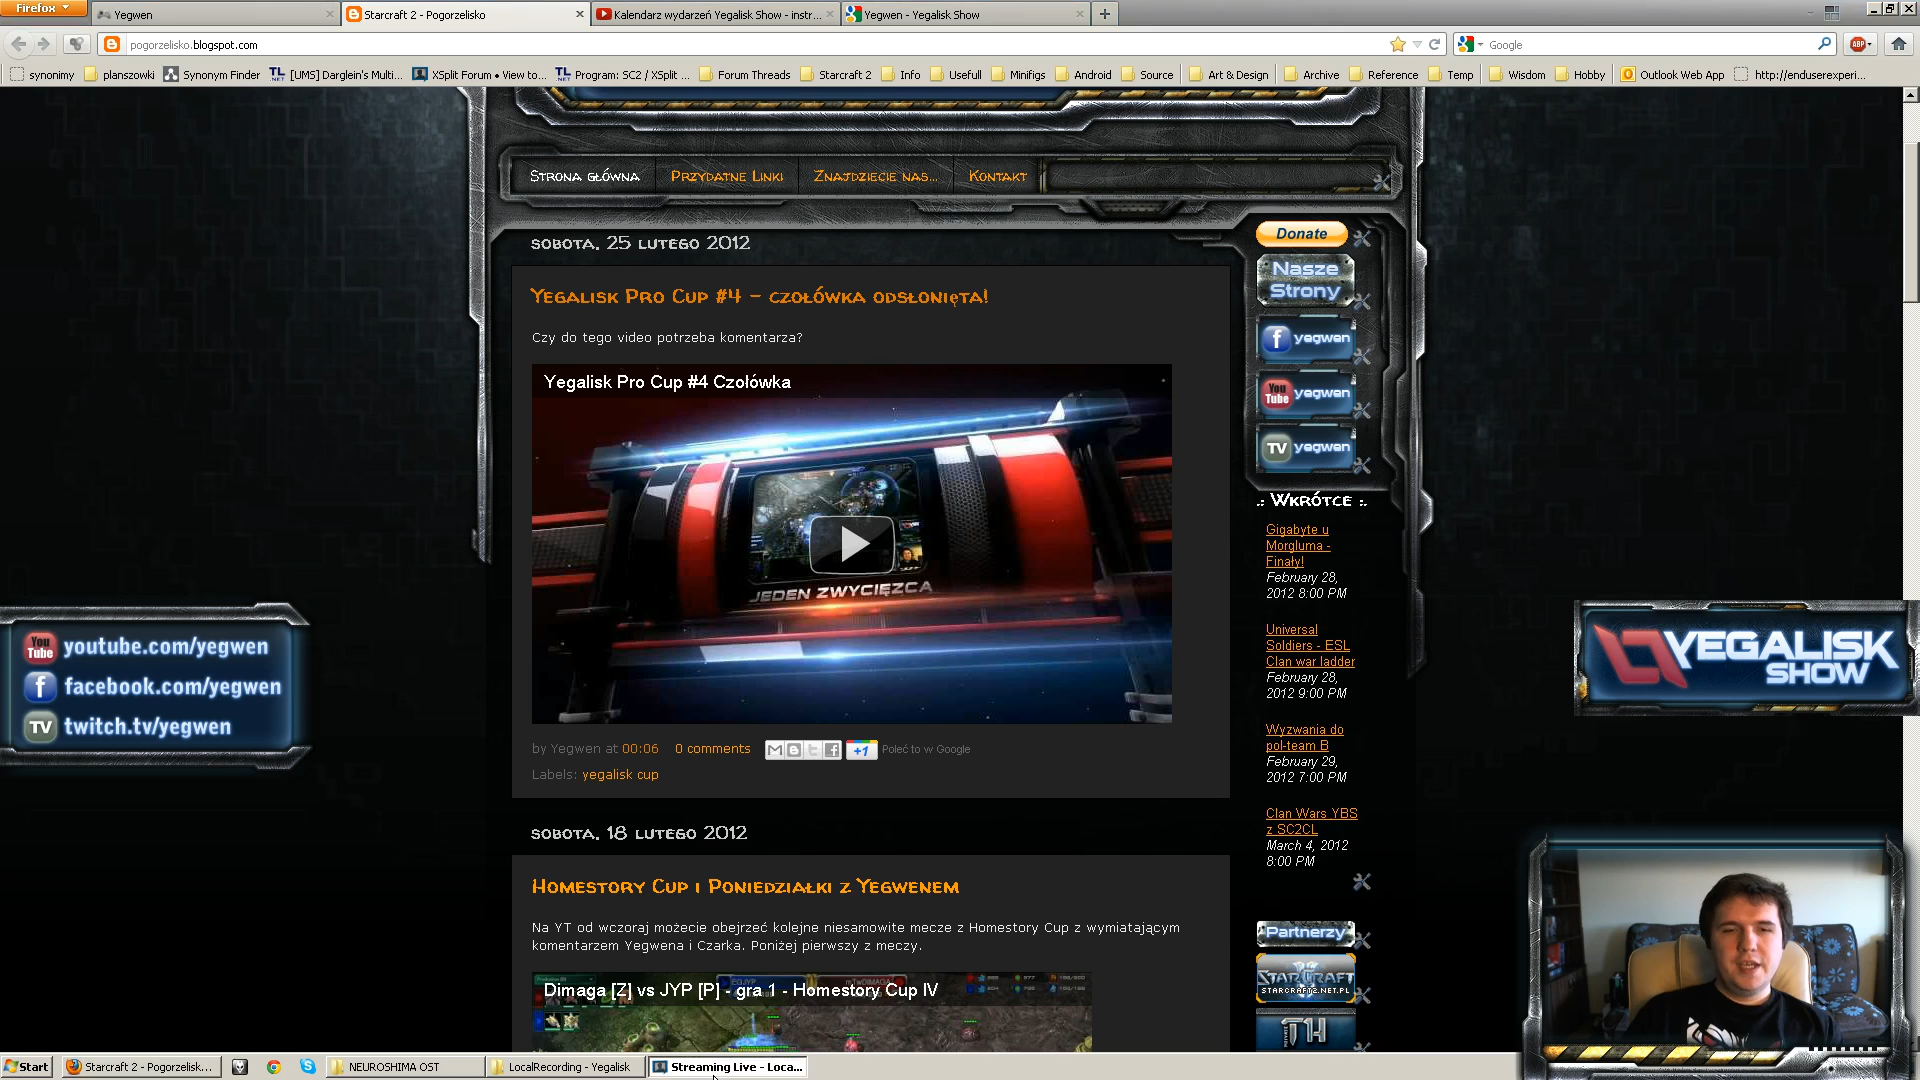 Firefox
Yegwen
Starcraft 2 - Pogorzelisko
Kalendarz wydarzeń Yegalisk Show - instr...
Yegwen - Yegalisk Show
pogorzelisko.blogspot.com
Google
ABP
synonimy
planszowki
Synonym Finder
[UMS] Darglein's Multi...
XSplit Forum • View to...
Program: SC2 / XSplit ...
Forum Threads
Starcraft 2
Info
Usefull
Minifigs
Android
Source
Art & Design
Archive
Reference
Temp
Wisdom
Hobby
Outlook Web App
http://enduserexperi...
Strona główna
Przydatne Linki
Znajdziecie nas...
Kontakt
sobota, 25 lutego 2012
Yegalisk Pro Cup #4 - czołówka odsłonięta!
Czy do tego video potrzeba komentarza?
Yegalisk Pro Cup #4 Czołówka
JEDEN ZWYCIĘZCA
by Yegwen at 00:06 0 comments
+1 Poleć to w Google
Labels: yegalisk cup
sobota, 18 lutego 2012
Homestory Cup i Poniedziałki z Yegwenem
Na YT od wczoraj możecie obejrzeć kolejne niesamowite mecze z Homestory Cup z wymiatającym
komentarzem Yegwena i Czarka. Poniżej pierwszy z meczy.
Dimaga [Z] vs JYP [P] - gra 1 - Homestory Cup IV
Donate
Nasze
Strony
yegwen
You Tube yegwen
TV yegwen
.: Wkrótce :.
Gigabyte u
Morgluma -
Finały!
February 28,
2012 8:00 PM
Universal
Soldiers - ESL
Clan war ladder
February 28,
2012 9:00 PM
Wyzwania do
pol-team B
February 29,
2012 7:00 PM
Clan Wars YBS
z SC2CL
March 4, 2012
8:00 PM
Partnerzy
STARCRAFT
STARCRAFT2.NET.PL
TH
You Tube youtube.com/yegwen
facebook.com/yegwen
TV twitch.tv/yegwen
YEGALISK
SHOW
Start
Starcraft 2 - Pogorzelisk...
NEUROSHIMA OST
LocalRecording - Yegalisk
Streaming Live - Loca...